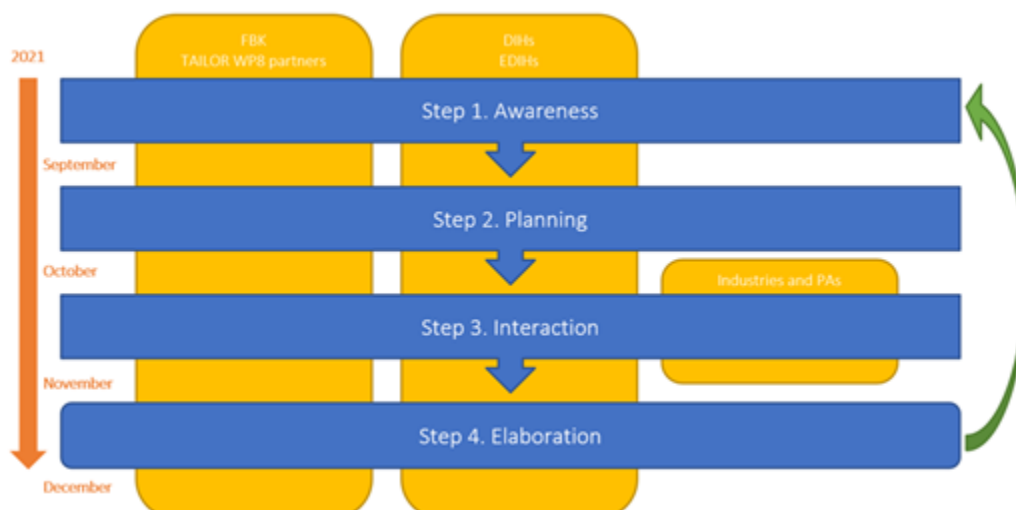 FBK
TAILOR WP8 partners
DIHs
EDIHs
2021
Step 1. Awareness
September
Step 2. Planning
October
Industries and PAs
Step 3. Interaction
November
Step 4. Elaboration
December